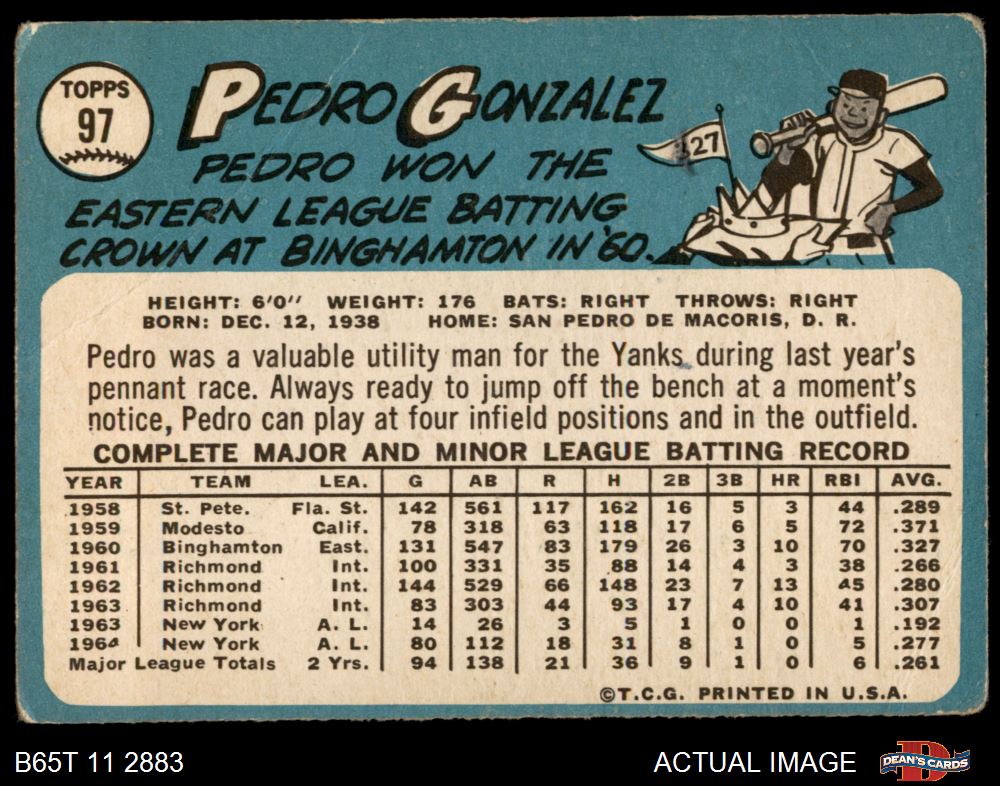 TOPPS
97
PEDRO GONZALEZ
PEDRO WON THE
EASTERN LEAGUE BATTING
CROWN AT BINGHAMTON IN '60.
327
HEIGHT: 6'0" WEIGHT: 176 BATS: RIGHT THROWS: RIGHT
BORN: DEC. 12, 1938 HOME: SAN PEDRO DE MACORIS, D. R.
Pedro was a valuable utility man for the Yanks during last year's
pennant race. Always ready to jump off the bench at a moment's
notice, Pedro can play at four infield positions and in the outfield.
COMPLETE MAJOR AND MINOR LEAGUE BATTING RECORD
YEAR TEAM LEA. G AB R H 2B 3B HR RBI AVG.
1958 St. Pete. Fla. St. 142 561 117 162 16 5 3 44 .289
1959 Modesto Calif. 78 318 63 118 17 6 5 72 .371
1960 Binghamton East. 131 547 83 179 26 3 10 70 .327
1961 Richmond Int. 100 331 35 88 14 4 3 38 .266
1962 Richmond Int. 144 529 66 148 23 7 13 45 .280
1963 Richmond Int. 83 303 44 93 17 4 10 41 .307
1963 New York A. L. 14 26 3 5 1 0 0 1 .192
1964 New York A. L. 80 112 18 31 8 1 0 5 .277
Major League Totals 2 Yrs. 94 138 21 36 9 1 0 6 .261
©T.C.G. PRINTED IN U.S.A.
B65T 11 2883
ACTUAL IMAGE
DEAN'S CARDS